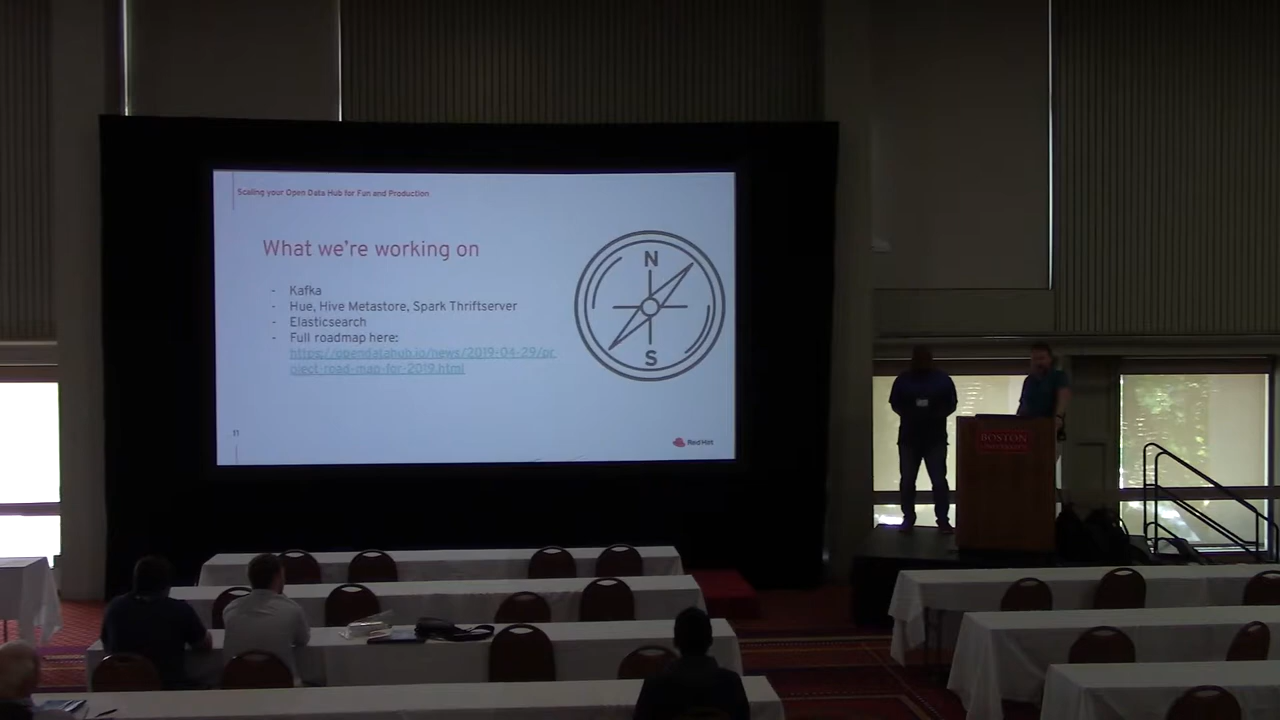 Scaling your Open Data Hub for Fun and Production
What we're working on
- Kafka
- Hue, Hive Metastore, Spark Thriftserver
- Elasticsearch
- Full roadmap here:
https://opendatahub.io/news/2019-04-29/pr
oject-road-map-for-2019.html
N
S
11
Red Hat
BOSTON
UNIVERSITY